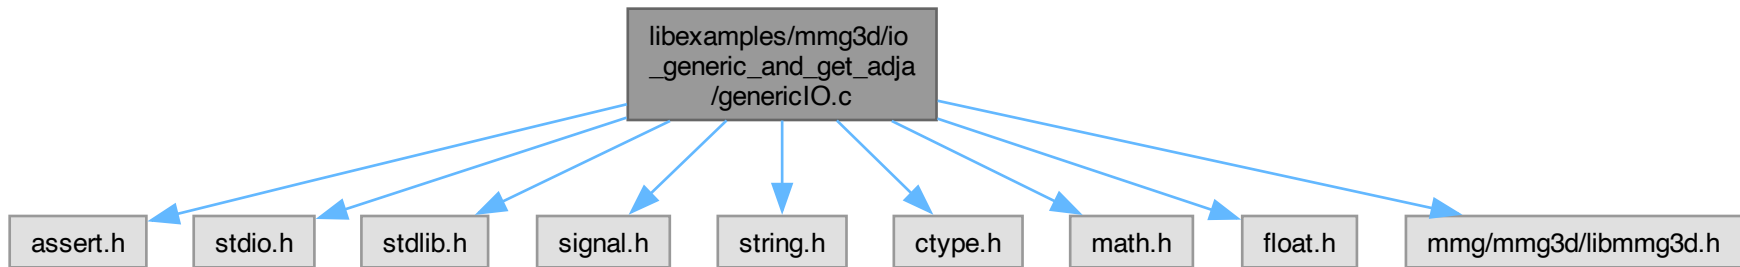 libexamples/mmg3d/io
_generic_and_get_adja
/genericIO.c
assert.h
stdio.h
stdlib.h
signal.h
string.h
ctype.h
math.h
float.h
mmg/mmg3d/libmmg3d.h